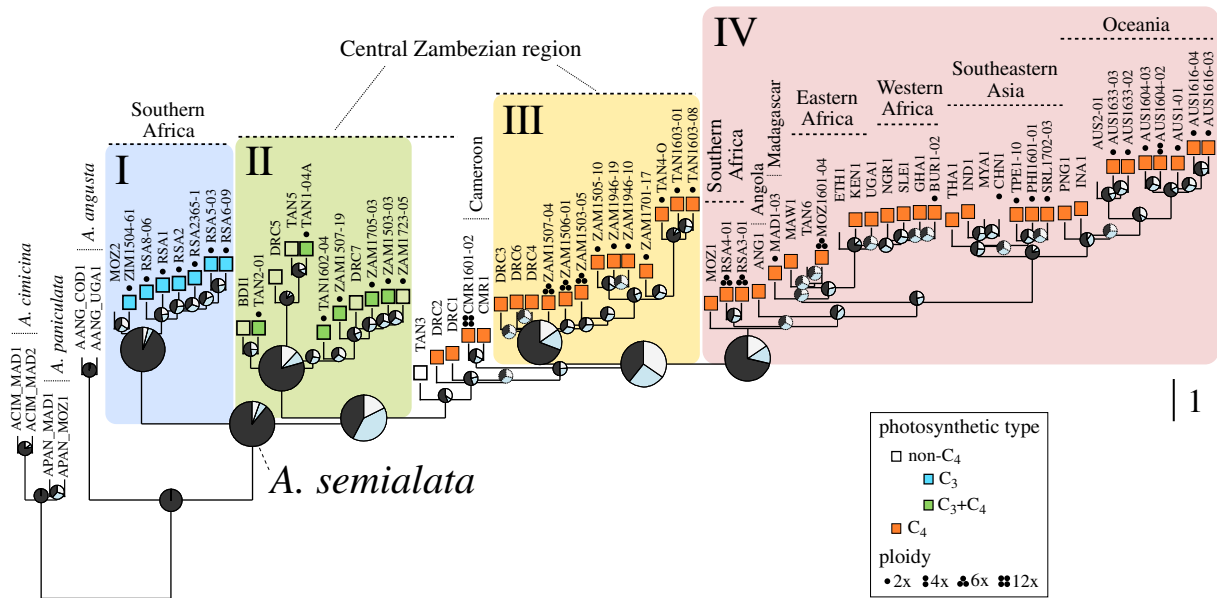 IV
Oceania
Central Zambezian region
Southeastern
Asia
Western
Africa
Eastern
Africa
Madagascar
Southern
Africa
Angola
III
Cameroon
Southern
Africa
I
II
A. angusta
A. cimicina
A. paniculata
ACIM_MAD1
ACIM_MAD2
APAN_MAD1
APAN_MOZ1
AANG_COD1
AANG_UGA1
MOZ2
ZIM1504-61
RSA8-06
RSA1
RSA2
RSA2365-1
RSA5-03
RSA6-09
BDI1
TAN2-01
DRC5
TAN5
TAN1-04A
TAN1602-04
ZAM1507-19
DRC7
ZAM1705-03
ZAM1503-03
ZAM1723-05
TAN3
DRC2
DRC1
CMR1601-02
CMR1
DRC3
DRC6
DRC4
ZAM1507-04
ZAM1506-01
ZAM1503-05
ZAM1505-10
ZAM1946-19
ZAM1946-10
ZAM1701-17
TAN4-O
TAN1603-01
TAN1603-08
MOZ1
RSA4-01
RSA3-01
ANG1
MAD1-03
MAW1
TAN6
MOZ1601-04
ETH1
KEN1
UGA1
NGR1
SLE1
GHA1
BUR1-02
THA1
IND1
MYA1
CHN1
TPE1-10
PHI1601-01
SRL1702-03
PNG1
INA1
AUS2-01
AUS1633-03
AUS1633-02
AUS1604-03
AUS1604-02
AUS1-01
AUS1616-04
AUS1616-03
A. semialata
1
photosynthetic type
non-C₄
C₃
C₃+C₄
C₄
ploidy
2x 4x 6x 12x